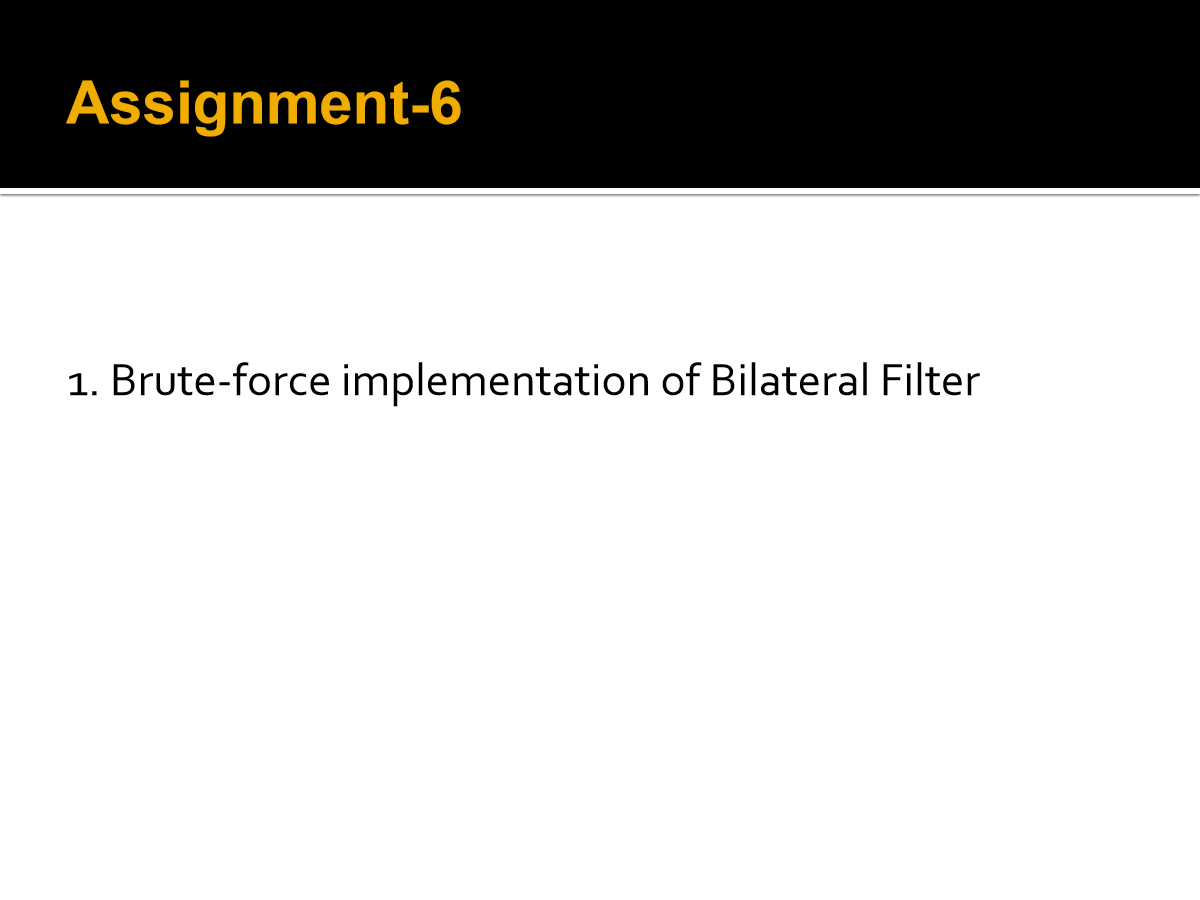 Assignment-6
1. Brute-force implementation of Bilateral Filter